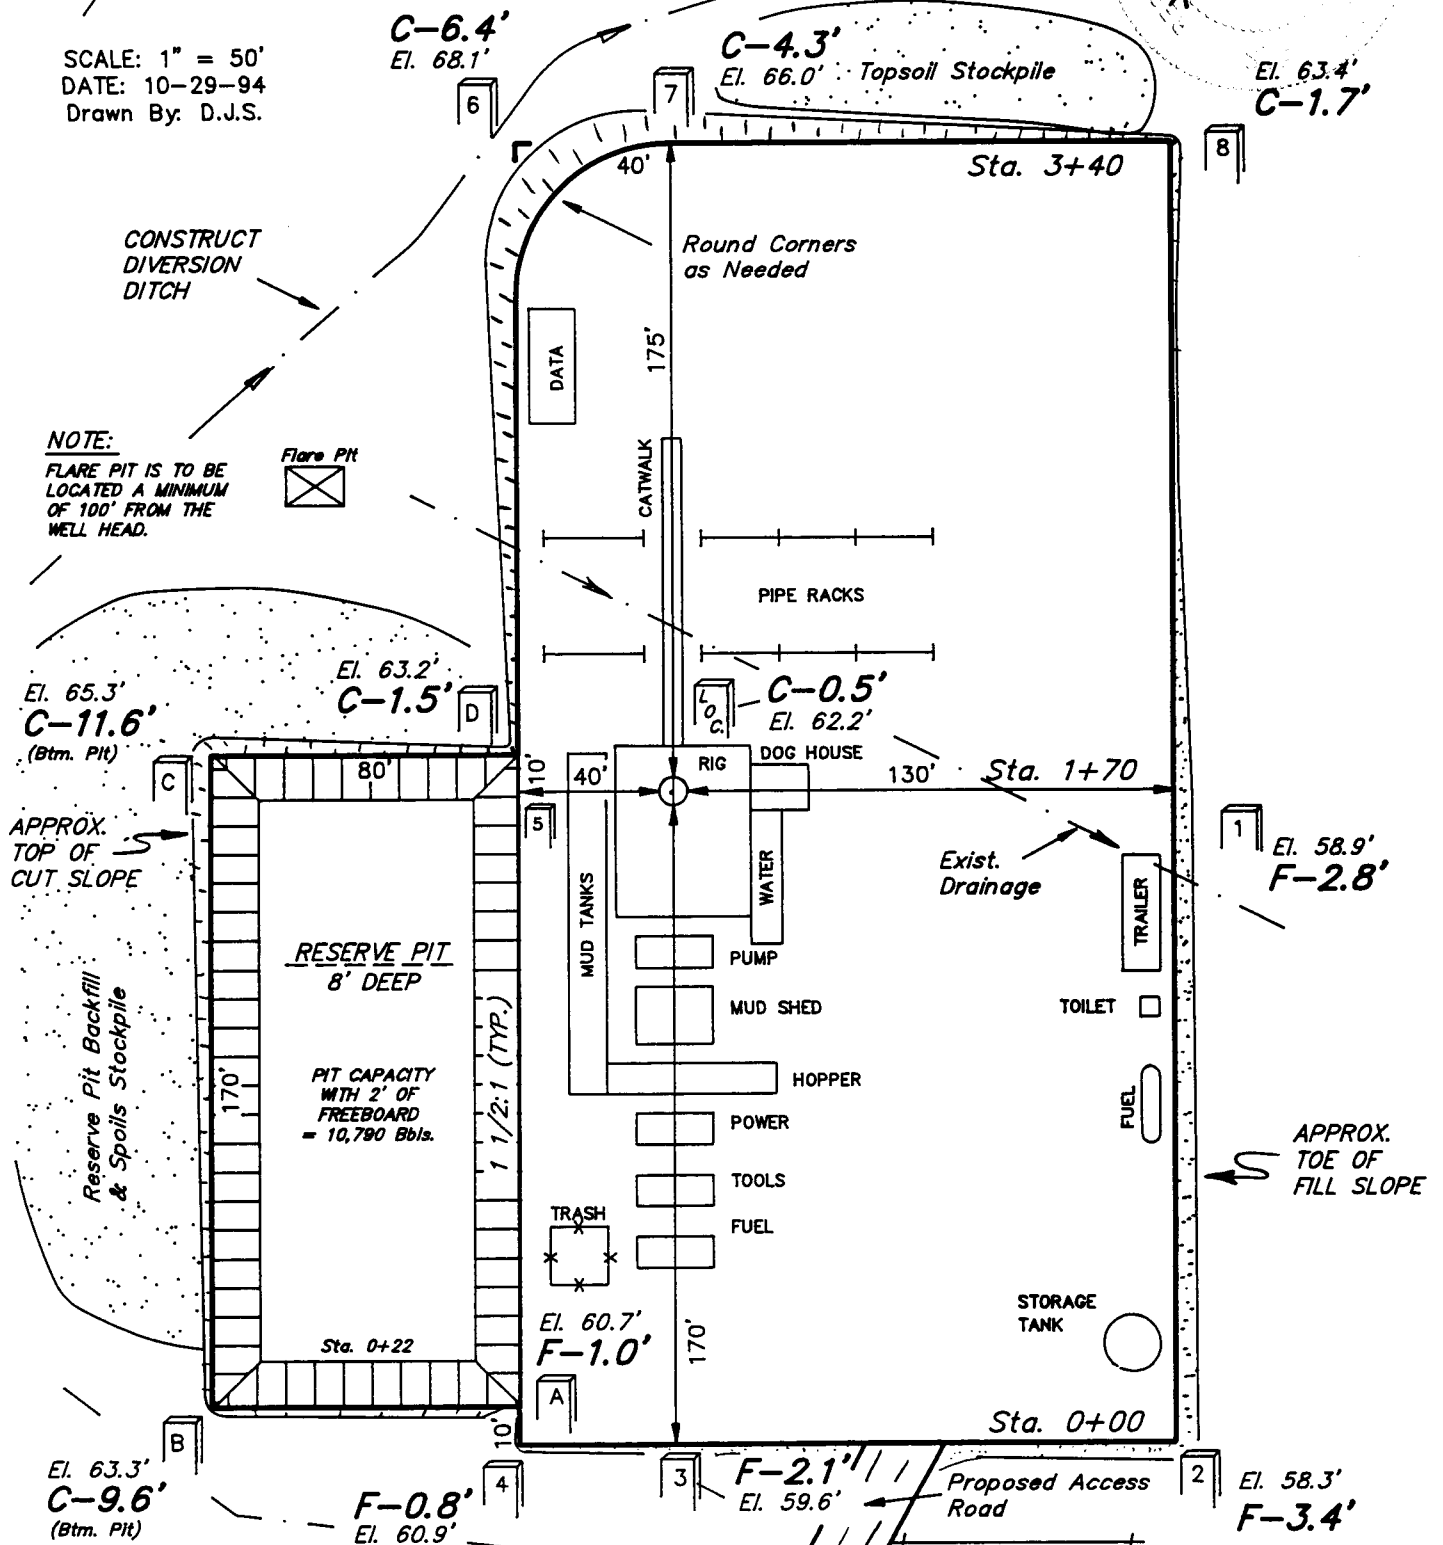 C-6.4'
El. 68.1'
SCALE: 1" = 50'
DATE: 10-29-94
Drawn By: D.J.S.
C-4.3'
El. 66.0'
Topsoil Stockpile
El. 63.4'
C-1.7'
6
7
8
40'
Sta. 3+40
CONSTRUCT
DIVERSION
DITCH
Round Corners
as Needed
DATA
175'
CATWALK
NOTE:
FLARE PIT IS TO BE
LOCATED A MINIMUM
OF 100' FROM THE
WELL HEAD.
Flare Pit
PIPE RACKS
El. 65.3'
C-11.6'
(Btm. Pit)
El. 63.2'
C-1.5'
D
LOC.
C-0.5'
El. 62.2'
C
80'
10'
40'
RIG
DOG HOUSE
130'
Sta. 1+70
5
1
El. 58.9'
F-2.8'
APPROX.
TOP OF
CUT SLOPE
Exist.
Drainage
MUD TANKS
WATER
TRAILER
RESERVE PIT
8' DEEP
PUMP
MUD SHED
TOILET
Reserve Pit Backfill
& Spoils Stockpile
170'
PIT CAPACITY
WITH 2' OF
FREEBOARD
= 10,790 Bbls.
1 1/2:1 (TYP.)
HOPPER
POWER
FUEL
TOOLS
APPROX.
TOE OF
FILL SLOPE
TRASH
FUEL
STORAGE
TANK
Sta. 0+22
El. 60.7'
F-1.0'
170'
A
B
10'
Sta. 0+00
El. 63.3'
C-9.6'
(Btm. Pit)
F-0.8'
El. 60.9'
4
3
F-2.1'
El. 59.6'
Proposed Access
Road
2
El. 58.3'
F-3.4'